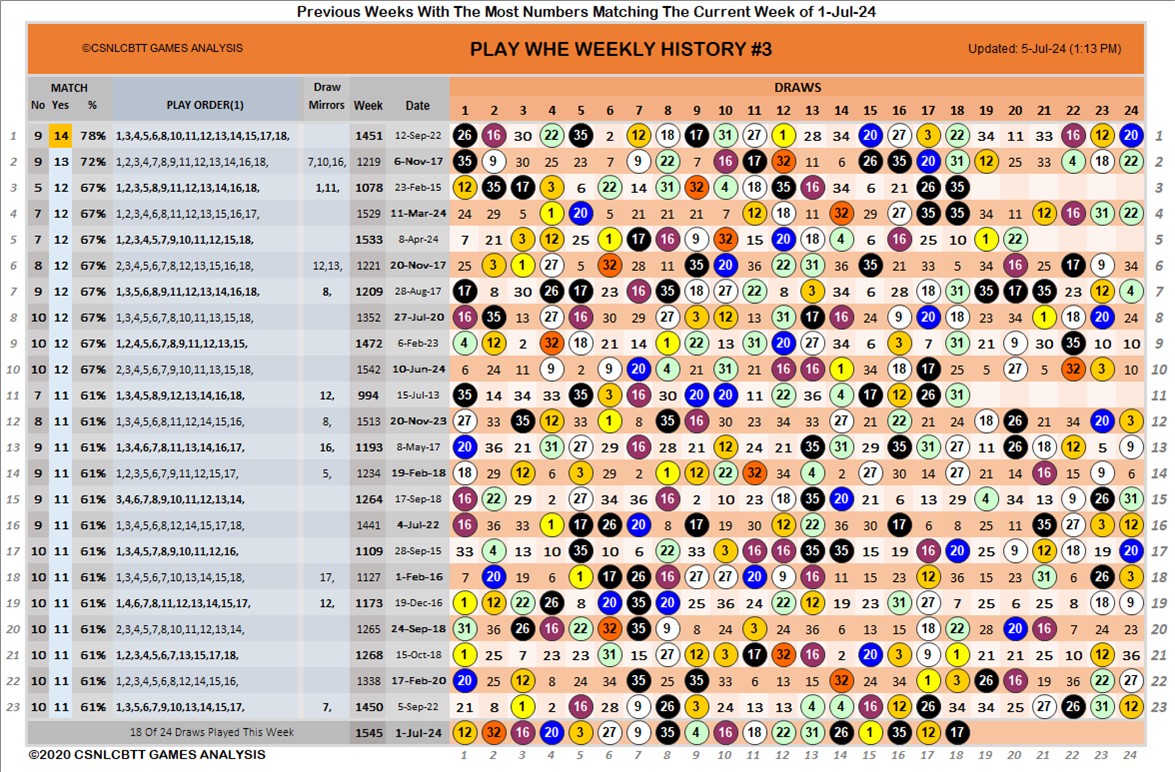 Previous Weeks With The Most Numbers Matching The Current Week of 1-Jul-24
©CSNLCBTT GAMES ANALYSIS PLAY WHE WEEKLY HISTORY #3 Updated: 5-Jul-24 (1:13 PM)
MATCH Draw DRAWS
No Yes % PLAY ORDER(1) Mirrors Week Date 1 2 3 4 5 6 7 8 9 10 11 12 13 14 15 16 17 18 19 20 21 22 23 24
1 9 14 78% 1,3,4,5,6,8,10,11,12,13,14,15,17,18, 1451 12-Sep-22 26 16 30 22 35 2 12 18 17 31 27 1 28 34 20 27 3 22 34 11 33 16 12 20 1
2 9 13 72% 1,2,3,4,7,8,9,11,12,13,14,16,18, 7,10,16, 1219 6-Nov-17 35 9 30 25 23 7 9 22 7 16 17 32 11 6 26 35 20 31 12 25 33 4 18 22 2
3 5 12 67% 1,2,3,5,8,9,11,12,13,14,16,18, 1,11, 1078 23-Feb-15 12 35 17 3 6 22 14 31 32 4 18 35 16 34 6 21 26 35 3
4 7 12 67% 1,2,3,4,6,8,11,12,13,15,16,17, 1529 11-Mar-24 24 29 5 1 20 5 21 21 21 7 12 18 11 32 29 27 35 35 34 11 12 16 31 22 4
5 7 12 67% 1,2,3,4,5,7,9,10,11,12,15,18, 1533 8-Apr-24 7 21 3 12 25 1 17 16 9 32 15 20 18 4 6 16 25 10 1 22 5
6 8 12 67% 2,3,4,5,6,7,8,12,13,15,16,18, 12,13, 1221 20-Nov-17 25 3 1 27 5 32 28 11 35 20 36 22 31 36 35 21 33 5 34 16 25 17 9 34 6
7 9 12 67% 1,3,5,6,8,9,11,12,13,14,16,18, 8, 1209 28-Aug-17 17 8 30 26 17 23 16 35 18 27 22 8 3 34 6 28 18 31 35 17 35 23 12 4 7
8 10 12 67% 1,3,4,5,6,7,8,10,11,13,15,18, 1352 27-Jul-20 16 35 13 27 16 30 29 27 3 12 13 31 17 16 24 9 20 18 23 34 1 18 20 24 8
9 10 12 67% 1,2,4,5,6,7,8,9,11,12,13,15, 1472 6-Feb-23 4 12 2 32 18 21 14 1 22 13 31 20 27 34 6 3 7 31 21 9 30 35 10 10 9
10 10 12 67% 2,3,4,5,6,7,9,10,11,13,15,18, 1542 10-Jun-24 6 24 11 9 2 9 20 4 21 31 21 16 16 1 34 18 17 25 5 27 5 32 3 10 10
11 7 11 61% 1,3,4,5,8,9,12,13,14,16,18, 12, 994 15-Jul-13 35 14 34 33 35 3 16 30 20 20 11 22 36 4 17 12 26 31 11
12 8 11 61% 1,3,4,5,6,8,9,13,14,15,18, 8, 1513 20-Nov-23 27 33 35 12 33 1 8 35 16 30 23 34 33 27 21 22 21 24 18 26 21 34 20 3 12
13 9 11 61% 1,3,4,6,7,8,11,13,14,16,17, 16, 1193 8-May-17 20 36 21 31 27 29 16 28 21 12 24 21 35 31 29 35 31 27 11 26 18 12 5 9 13
14 9 11 61% 1,2,3,5,6,7,9,11,12,15,17, 5, 1234 19-Feb-18 18 29 12 6 3 29 2 1 12 22 32 34 4 2 27 30 14 27 21 14 16 15 9 6 14
15 9 11 61% 3,4,6,7,8,9,10,11,12,13,14, 1264 17-Sep-18 16 22 29 2 27 34 36 16 2 10 23 18 35 20 21 6 13 29 4 34 13 9 26 31 15
16 9 11 61% 1,3,4,5,6,8,12,14,15,17,18, 1441 4-Jul-22 16 36 33 1 17 26 20 8 17 19 30 12 22 36 30 17 6 8 25 11 35 27 3 12 16
17 10 11 61% 1,3,4,5,7,8,9,10,11,12,16, 1109 28-Sep-15 33 4 13 10 35 10 6 22 33 3 16 16 35 35 15 19 16 20 25 9 12 18 19 20 17
18 10 11 61% 1,3,4,5,6,7,10,13,14,15,18, 17, 1127 1-Feb-16 7 20 19 6 1 17 26 16 27 27 20 9 16 11 15 23 12 36 15 23 31 6 26 3 18
19 10 11 61% 1,4,6,7,8,11,12,13,14,15,17, 12, 1173 19-Dec-16 1 12 22 26 8 20 35 20 25 36 24 22 12 19 23 31 27 7 25 6 25 8 18 9 19
20 10 11 61% 2,3,4,5,7,8,10,12,13,14, 1265 24-Sep-18 31 36 26 16 22 32 35 9 8 24 3 24 36 6 13 15 18 22 28 20 16 7 24 23 20
21 10 11 61% 1,2,3,4,5,6,7,13,15,17,18, 1268 15-Oct-18 1 25 7 23 23 31 15 27 12 3 17 32 16 2 20 3 9 1 21 21 25 10 12 36 21
22 10 11 61% 1,2,3,4,5,6,8,12,14,15,16, 1338 17-Feb-20 20 25 12 8 24 34 35 25 35 33 6 12 15 32 24 34 1 3 26 16 19 36 22 27 22
23 10 11 61% 1,3,5,6,7,9,10,13,14,15,17, 7, 1450 5-Sep-22 21 8 1 2 16 28 9 26 3 24 13 13 4 4 16 12 26 34 34 25 27 26 31 12 23
18 Of 24 Draws Played This Week 1545 1-Jul-24 12 32 16 20 3 27 9 35 4 16 18 22 31 26 1 35 12 17
©2020 CSNLCBTT GAMES ANALYSIS 1 2 3 4 5 6 7 8 9 10 11 12 13 14 15 16 17 18 19 20 21 22 23 24